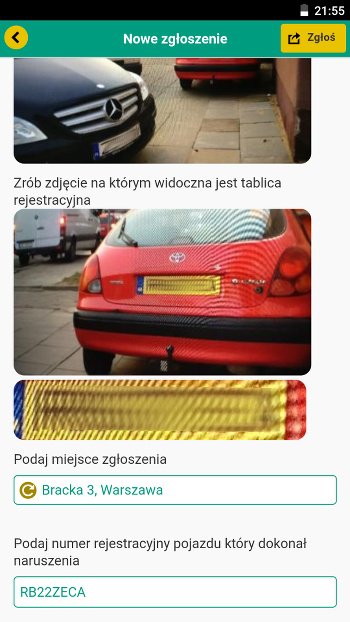 21:55
Nowe zgłoszenie
Zgłoś
Zrób zdjęcie na którym widoczna jest tablica
rejestracyjna
Podaj miejsce zgłoszenia
Bracka 3, Warszawa
Podaj numer rejestracyjny pojazdu który dokonał
naruszenia
RB22ZECA